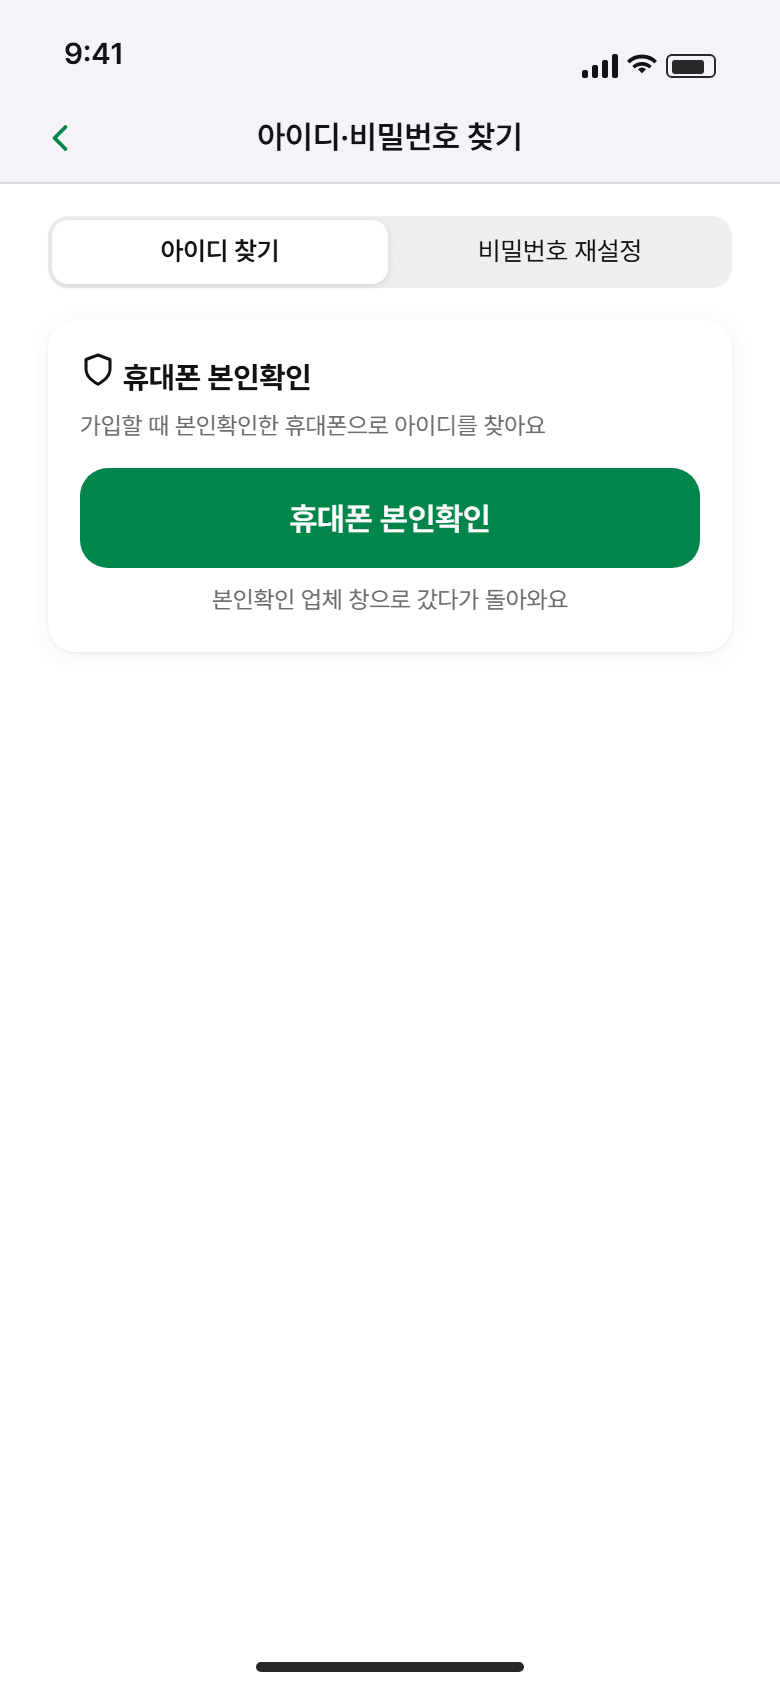 9:41
아이디·비밀번호 찾기
아이디 찾기
비밀번호 재설정
휴대폰 본인확인
가입할 때 본인확인한 휴대폰으로 아이디를 찾아요
휴대폰 본인확인
본인확인 업체 창으로 갔다가 돌아와요